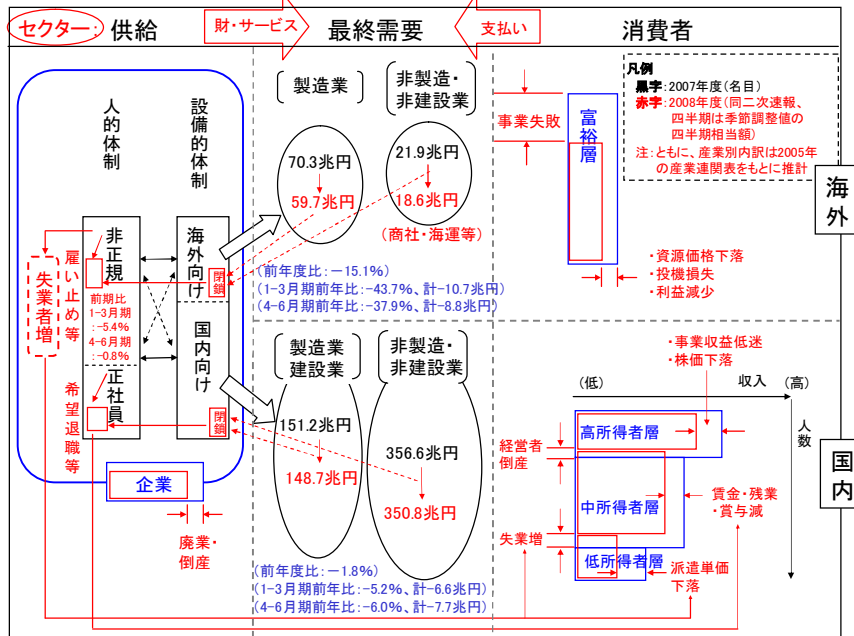 セクター:
供給
財・サービス
最終需要
支払い
消費者
凡例
黒字:2007年度(名目)
赤字:2008年度(同二次速報、
四半期は季節調整値の
四半期相当額)
注:ともに、産業別内訳は2005年
の産業連関表をもとに推計
海外
国内
人的体制
設備的体制
非正規
前期比
1-3月期
:-5.4%
4-6月期
:-0.8%
正社員
海外向け
国内向け
閉鎖
閉鎖
雇い止め等
失業者増
希望退職等
企業
廃業・
倒産
製造業
非製造・
非建設業
70.3兆円
59.7兆円
21.9兆円
18.6兆円
(商社・海運等)
(前年度比:-15.1%)
(1-3月期前年比:-43.7%、計-10.7兆円)
(4-6月期前年比:-37.9%、計-8.8兆円)
製造業
建設業
非製造・
非建設業
151.2兆円
148.7兆円
356.6兆円
350.8兆円
(前年度比:-1.8%)
(1-3月期前年比:-5.2%、計-6.6兆円)
(4-6月期前年比:-6.0%、計-7.7兆円)
事業失敗
富裕層
・資源価格下落
・投機損失
・利益減少
・事業収益低迷
・株価下落
(低)
収入
(高)
人数
高所得者層
経営者
倒産
中所得者層
賃金・残業
・賞与減
失業増
低所得者層
派遣単価
下落